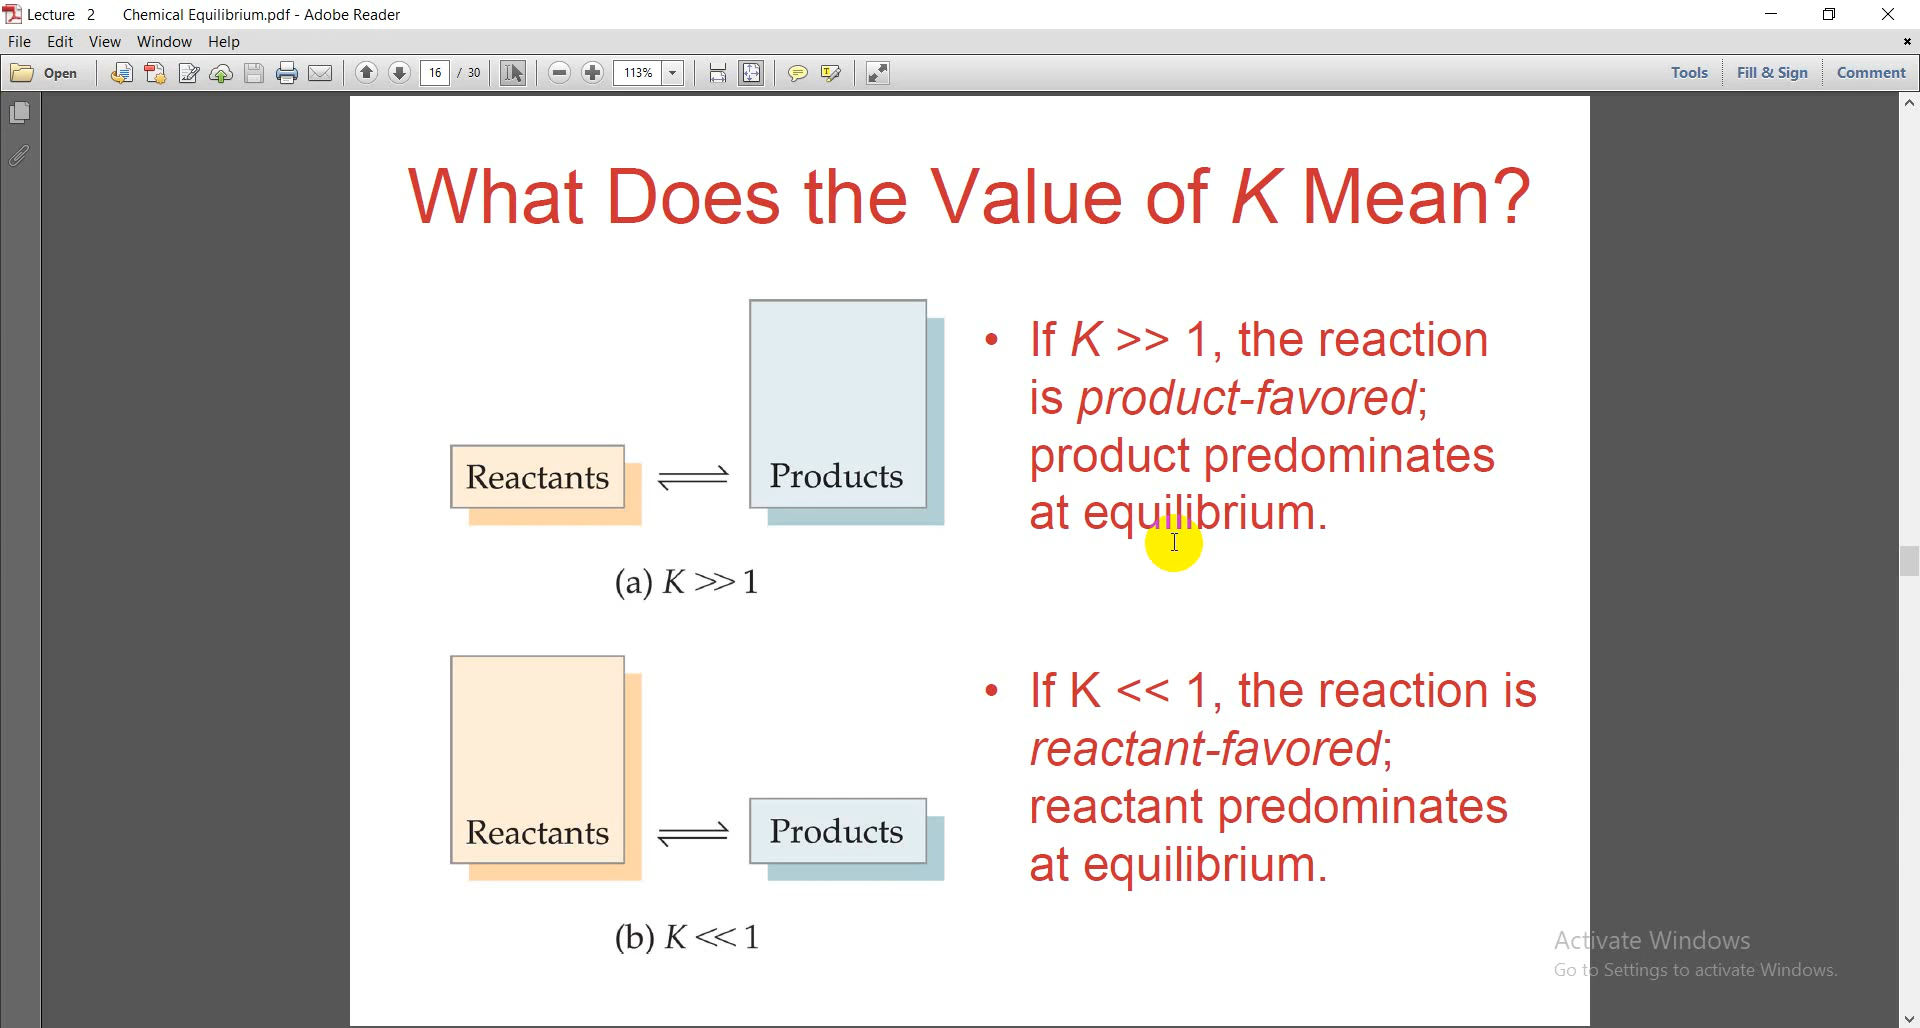 Lecture 2 Chemical Equilibrium.pdf - Adobe Reader
File Edit View Window Help
Open 16 / 30 113% Tools Fill & Sign Comment
What Does the Value of K Mean?
Reactants ⇌ Products
(a) K ≫ 1
• If K >> 1, the reaction
is product-favored;
product predominates
at equilibrium.
Reactants ⇌ Products
(b) K ≪ 1
• If K << 1, the reaction is
reactant-favored;
reactant predominates
at equilibrium.
Activate Windows
Go to Settings to activate Windows.